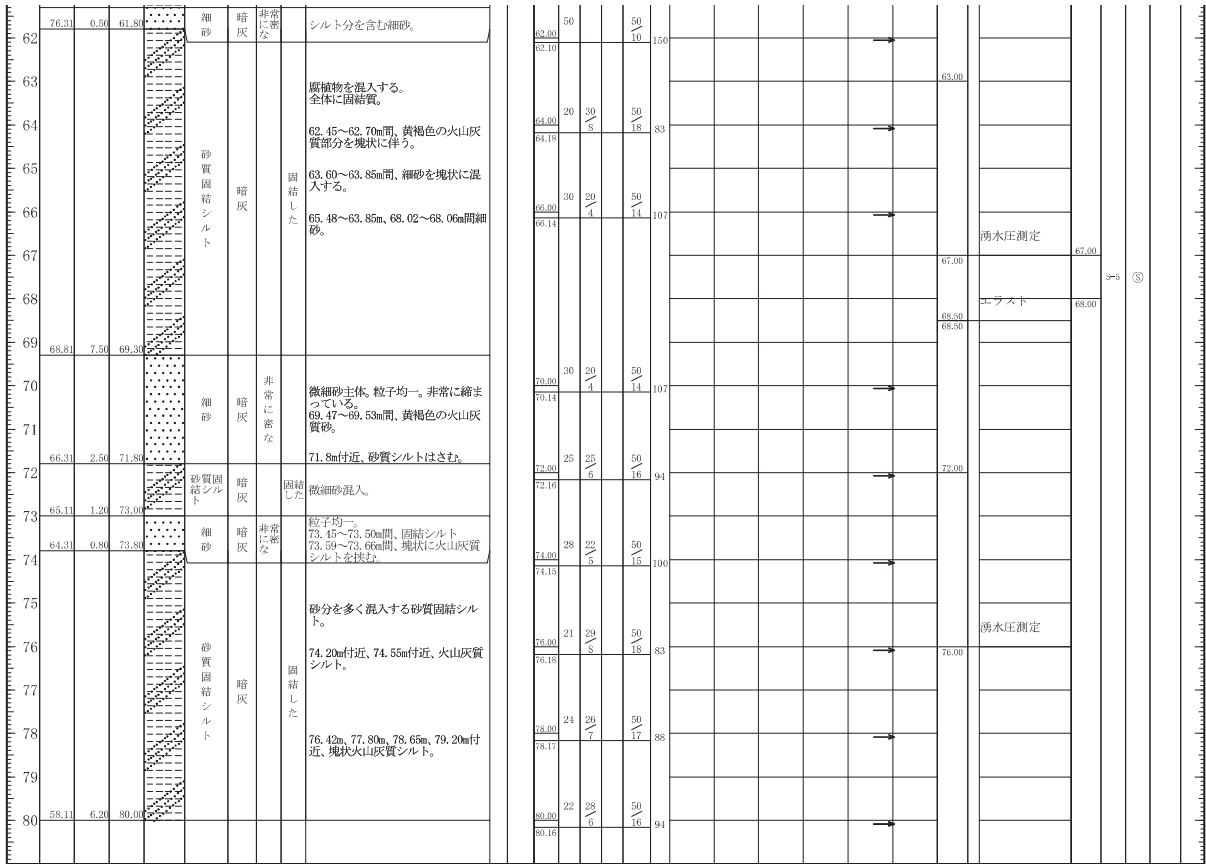 76.31 0.50 61.80
細砂
暗灰
非常に密な
シルト分を含む細砂。
50 50/10 150
62.00
62.10
62
63
64
65
66
67
68
69
砂質固結シルト
暗灰
固結した
腐植物を混入する。
全体に固結質。
62.45～62.70m間、黄褐色の火山灰
質部分を塊状に伴う。
63.60～63.85m間、細砂を塊状に混
入する。
65.48～63.85m、68.02～68.06m間細
砂。
68.81 7.50 69.30
64.00 20 30/8 50/18 83
64.18
66.00 30 20/4 50/14 107
66.14
63.00
湧水圧測定
67.00 67.00
S-5 Ⓢ
エラスト
68.00
68.50
68.50
70
71
細砂
暗灰
非常に密な
微細砂主体。粒子均一。非常に締ま
っている。
69.47～69.53m間、黄褐色の火山灰
質砂。
71.8m付近、砂質シルトはさむ。
66.31 2.50 71.80
70.00 30 20/4 50/14 107
70.14
72
砂質固結シルト
暗灰
固結した
微細砂混入。
65.11 1.20 73.00
72.00 25 25/6 50/16 94
72.16
72.00
73
細砂
暗灰
非常に密な
粒子均一。
73.45～73.50m間、固結シルト
73.59～73.66m間、塊状に火山灰質
シルトを挟む。
64.31 0.80 73.80
74.00 28 22/5 50/15 100
74.15
74
75
76
77
78
79
80
砂質固結シルト
暗灰
固結した
砂分を多く混入する砂質固結シル
ト。
74.20m付近、74.55m付近、火山灰質
シルト。
76.42m、77.80m、78.65m、79.20m付
近、塊状火山灰質シルト。
58.11 6.20 80.00
76.00 21 29/8 50/18 83
76.18
湧水圧測定
76.00
78.00 24 26/7 50/17 88
78.17
80.00 22 28/6 50/16 94
80.16